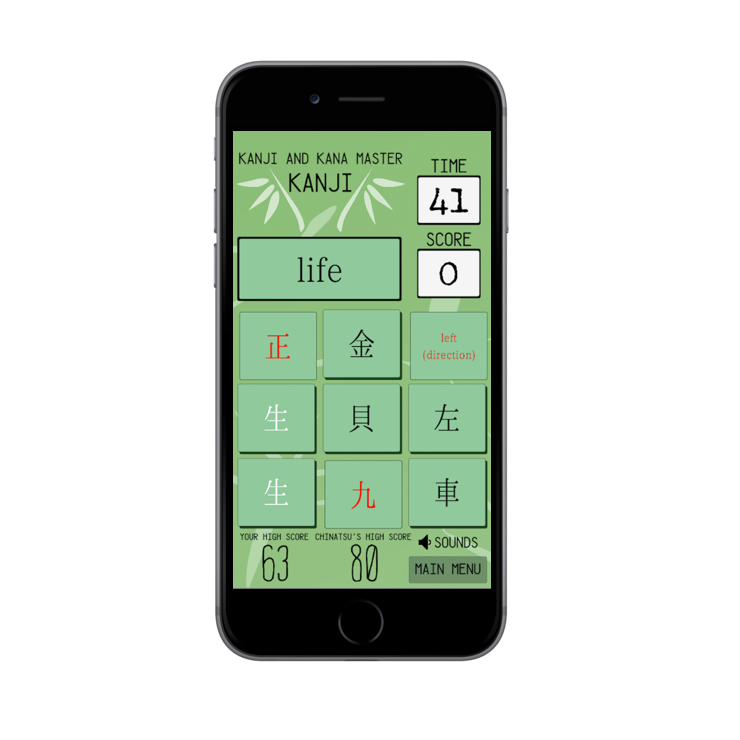 KANJI AND KANA MASTER
KANJI
TIME
41
SCORE
0
life
正 金 left
(direction)
生 貝 左
生 九 車
YOUR HIGH SCORE CHINATSU'S HIGH SCORE SOUNDS
63 80 MAIN MENU